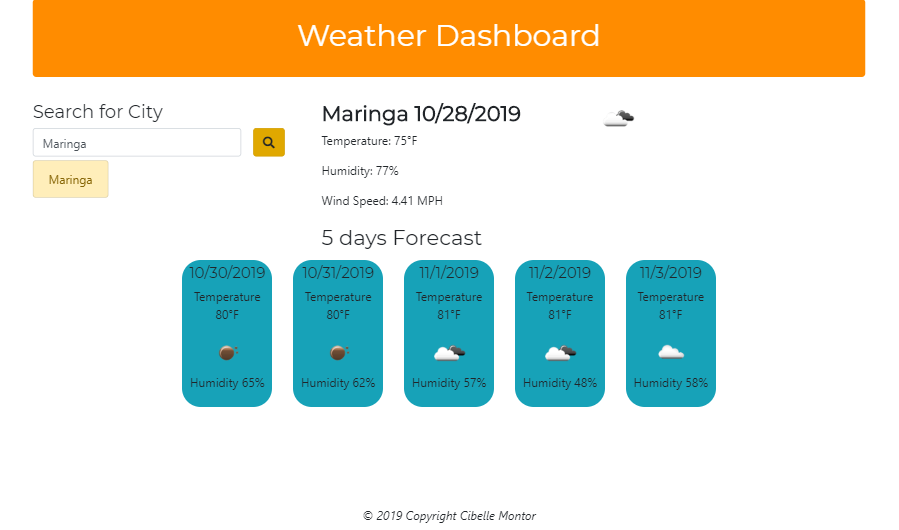 Weather Dashboard
Search for City
Maringa
Maringa
Maringa 10/28/2019
Temperature: 75°F
Humidity: 77%
Wind Speed: 4.41 MPH
5 days Forecast
10/30/2019
Temperature
80°F
Humidity 65%
10/31/2019
Temperature
80°F
Humidity 62%
11/1/2019
Temperature
81°F
Humidity 57%
11/2/2019
Temperature
81°F
Humidity 48%
11/3/2019
Temperature
81°F
Humidity 58%
© 2019 Copyright Cibelle Montor